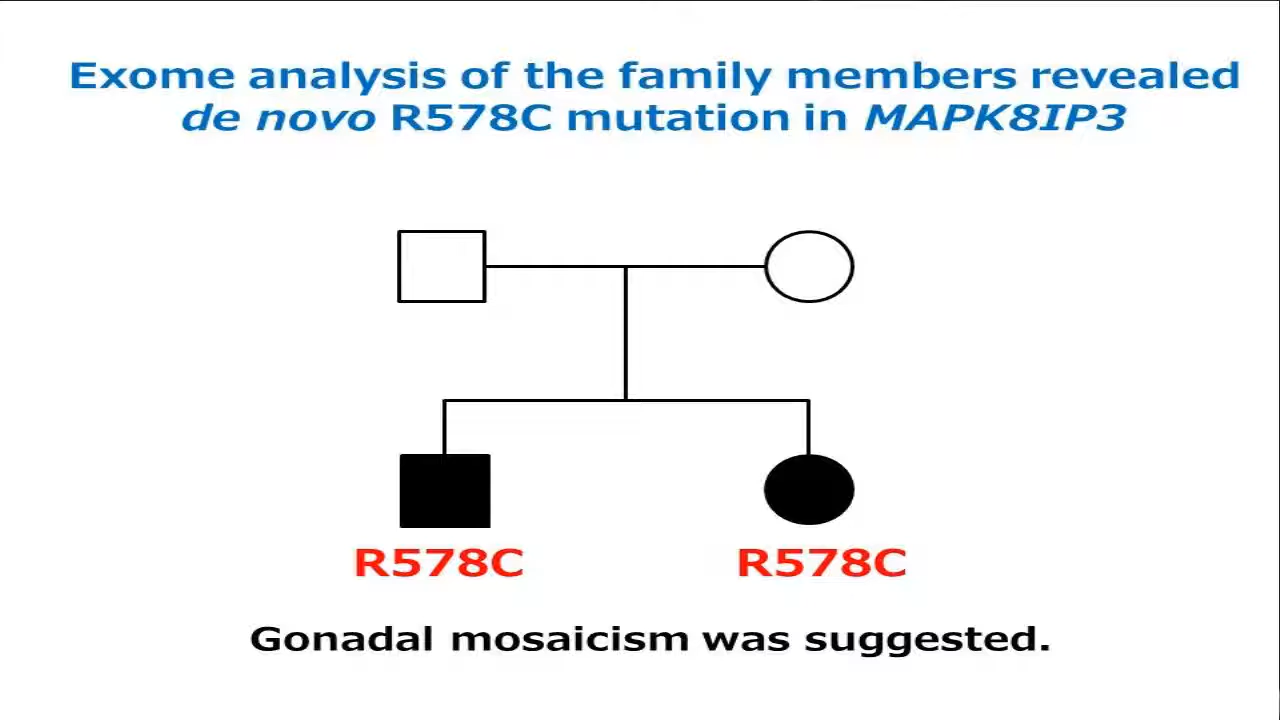 Exome analysis of the family members revealed
de novo R578C mutation in MAPK8IP3
R578C
R578C
Gonadal mosaicism was suggested.